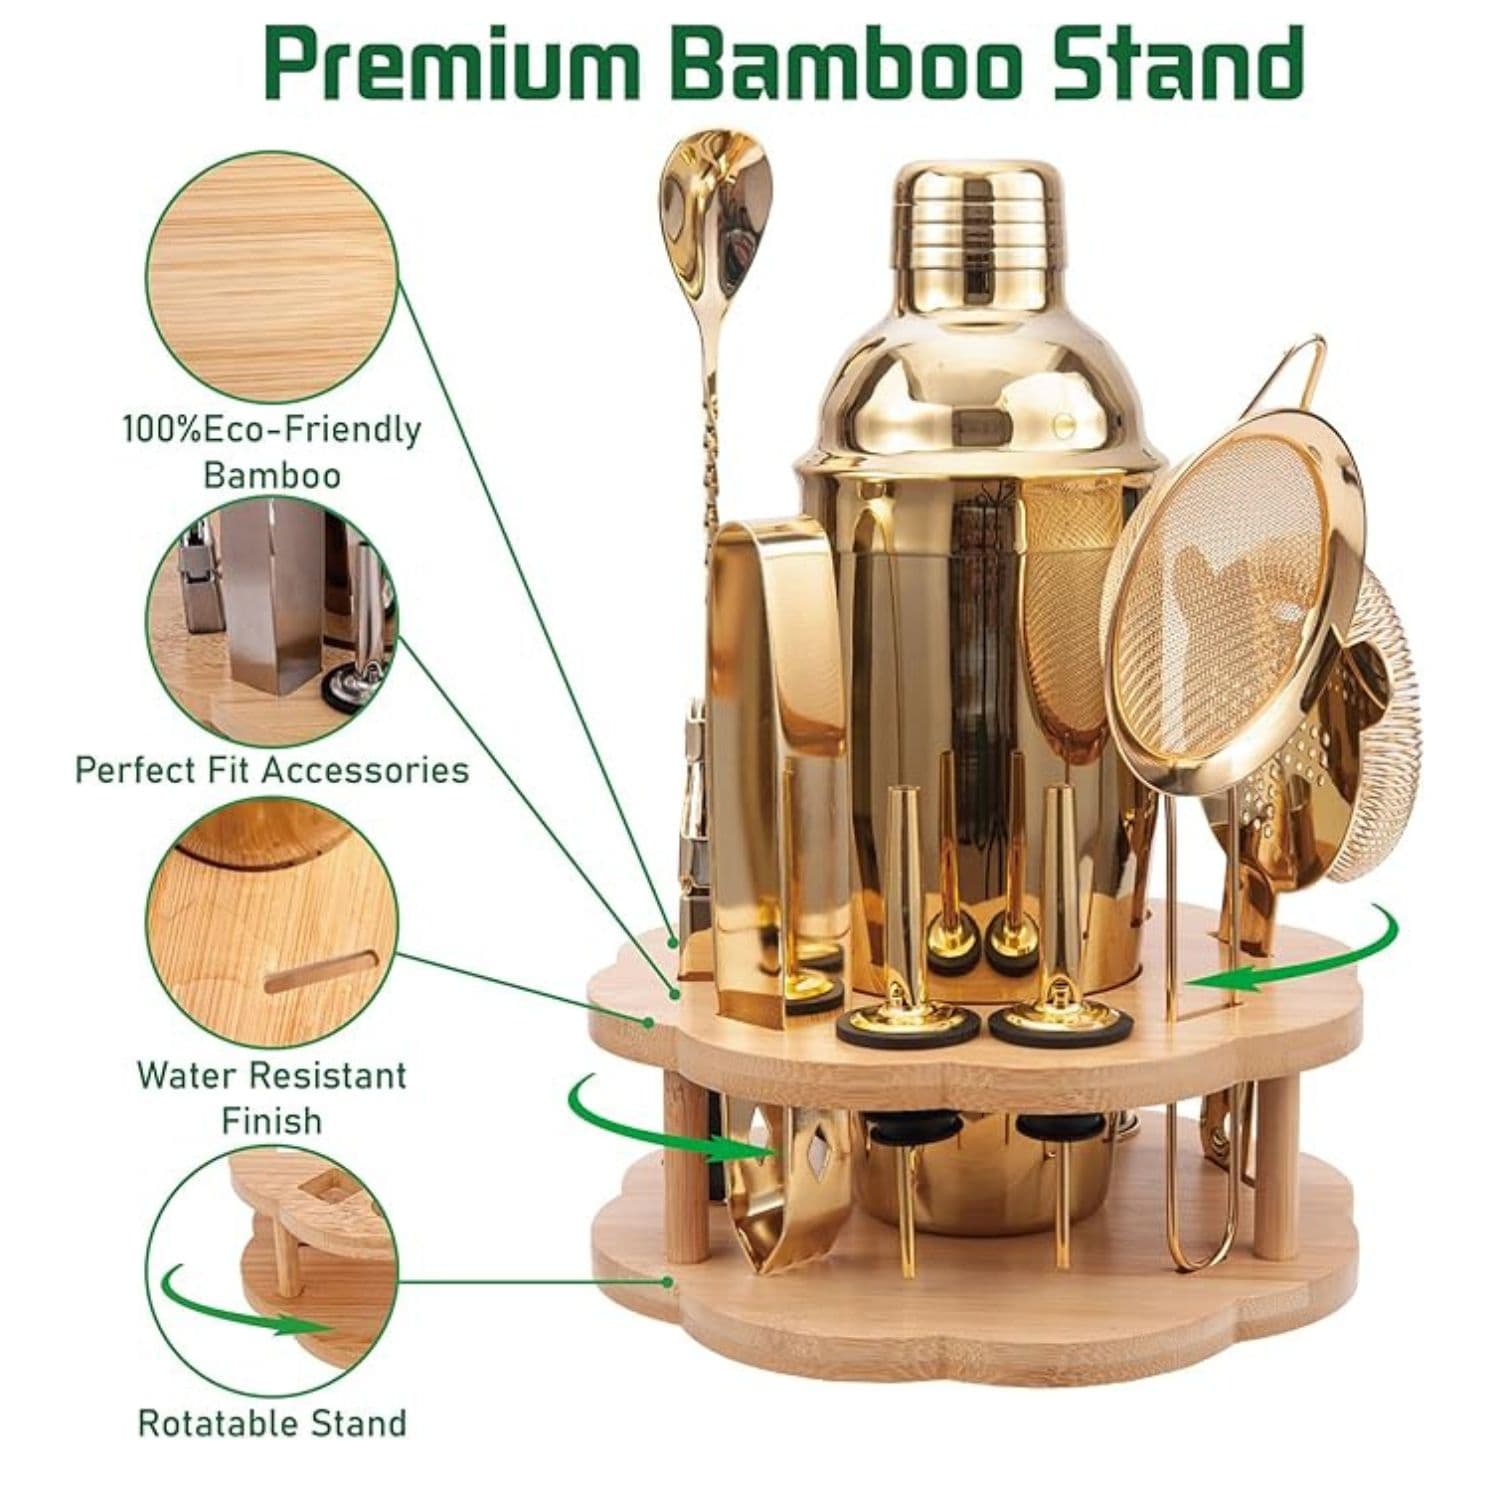 Premium Bamboo Stand
100%Eco-Friendly
Bamboo
Perfect Fit Accessories
Water Resistant
Finish
Rotatable Stand